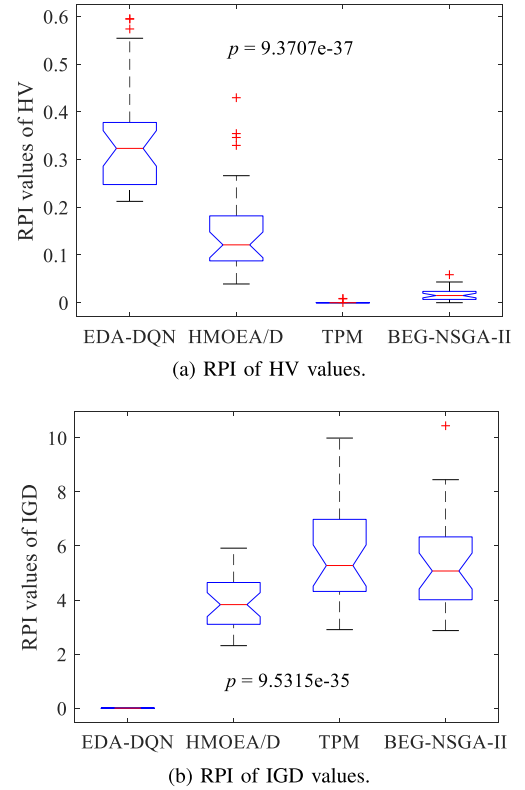 RPI values of HV
0.6
0.5
0.4
0.3
0.2
0.1
0
p = 9.3707e-37
EDA-DQN HMOEA/D TPM BEG-NSGA-II
(a) RPI of HV values.
RPI values of IGD
10
8
6
4
2
0
p = 9.5315e-35
EDA-DQN HMOEA/D TPM BEG-NSGA-II
(b) RPI of IGD values.